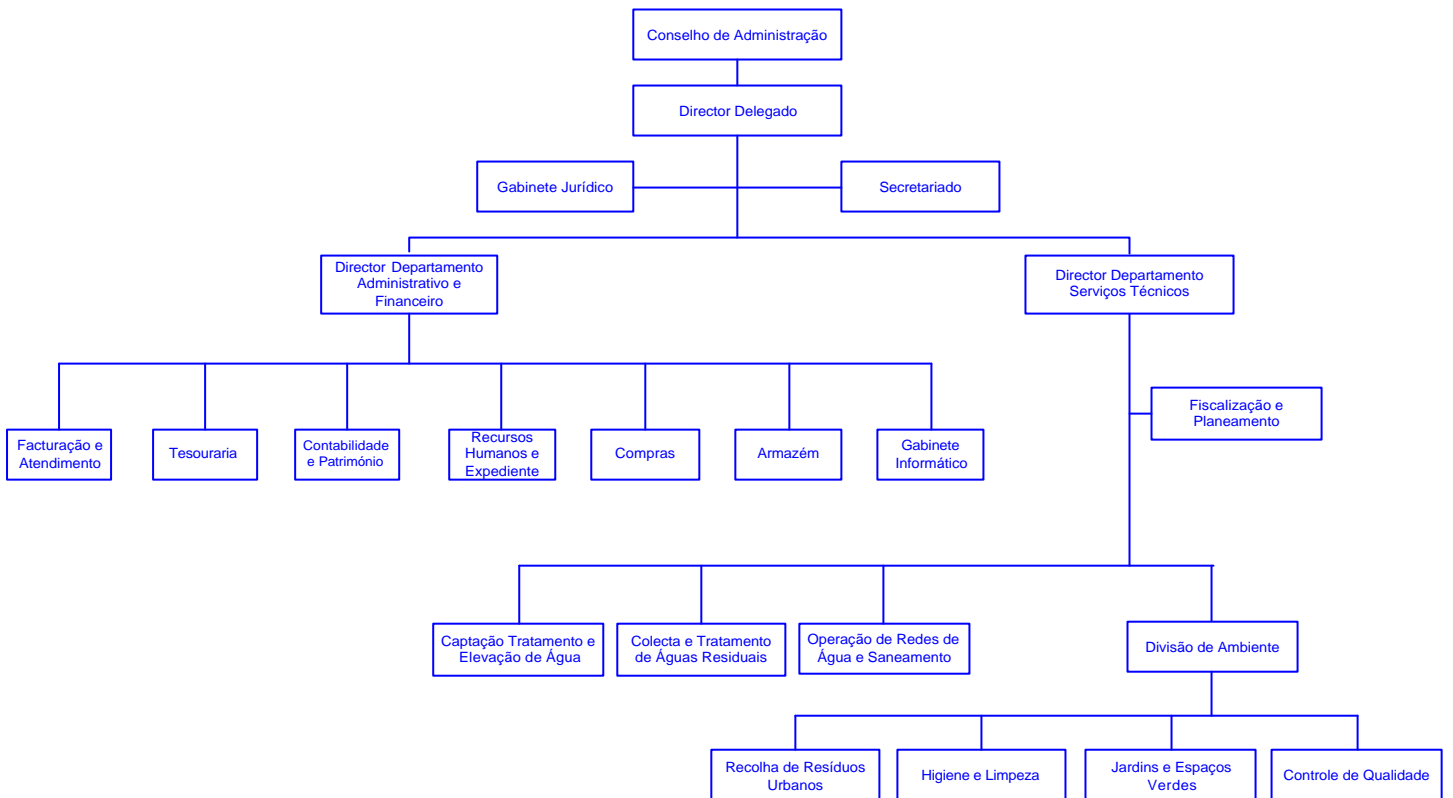 Conselho de Administração
Director Delegado
Gabinete Jurídico
Secretariado
Director Departamento
Administrativo e
Financeiro
Director Departamento
Serviços Técnicos
Fiscalização e
Planeamento
Facturação e
Atendimento
Tesouraria
Contabilidade
e Património
Recursos
Humanos e
Expediente
Compras
Armazém
Gabinete
Informático
Captação Tratamento e
Elevação de Água
Colecta e Tratamento
de Águas Residuais
Operação de Redes de
Água e Saneamento
Divisão de Ambiente
Recolha de Resíduos
Urbanos
Higiene e Limpeza
Jardins e Espaços
Verdes
Controle de Qualidade